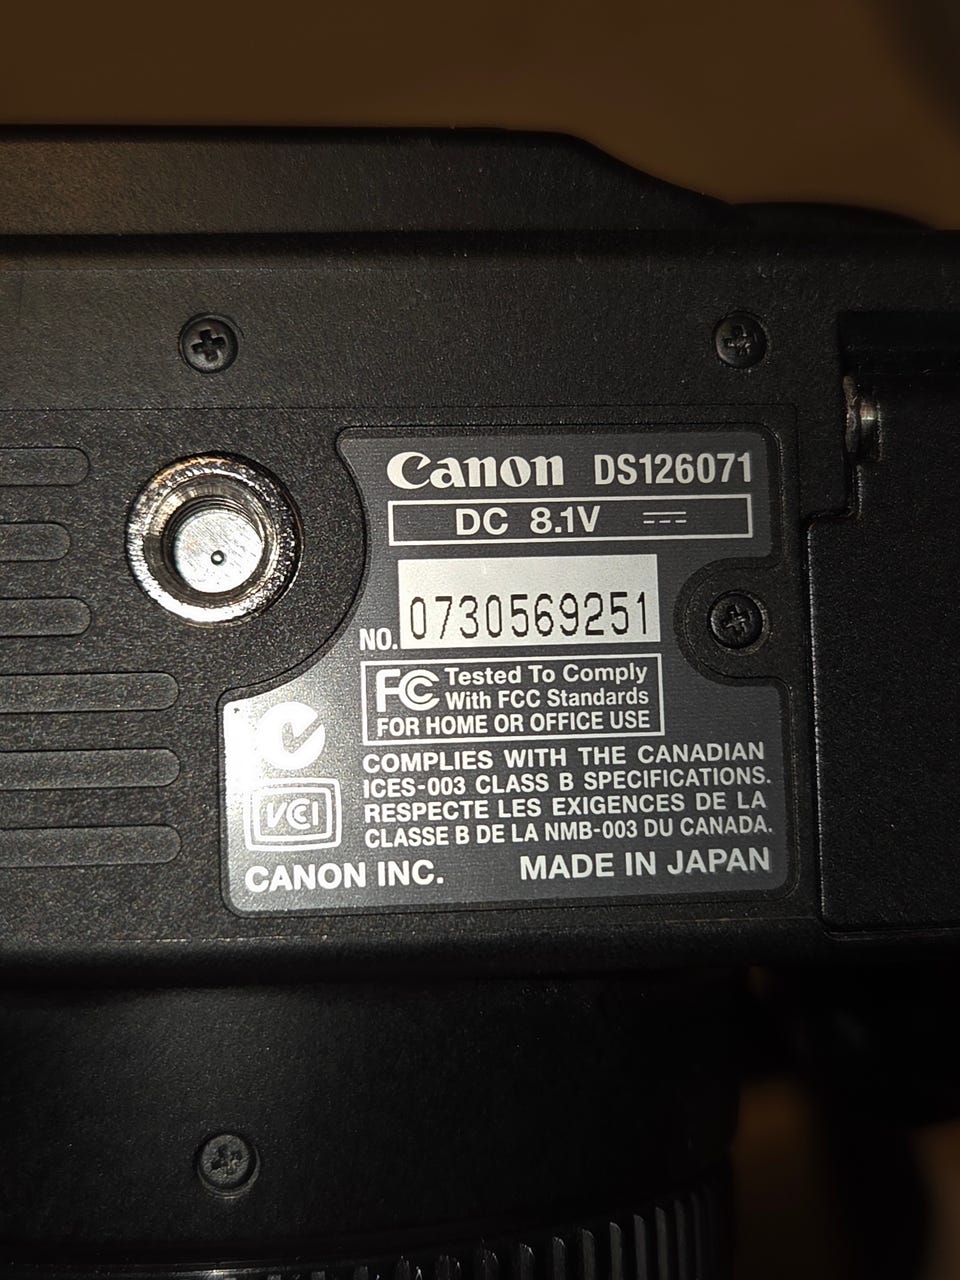 Canon DS126071
DC 8.1V
NO. 0730569251
FC Tested To Comply
With FCC Standards
FOR HOME OR OFFICE USE
COMPLIES WITH THE CANADIAN
ICES-003 CLASS B SPECIFICATIONS.
RESPECTE LES EXIGENCES DE LA
CLASSE B DE LA NMB-003 DU CANADA.
VCI
CANON INC. MADE IN JAPAN